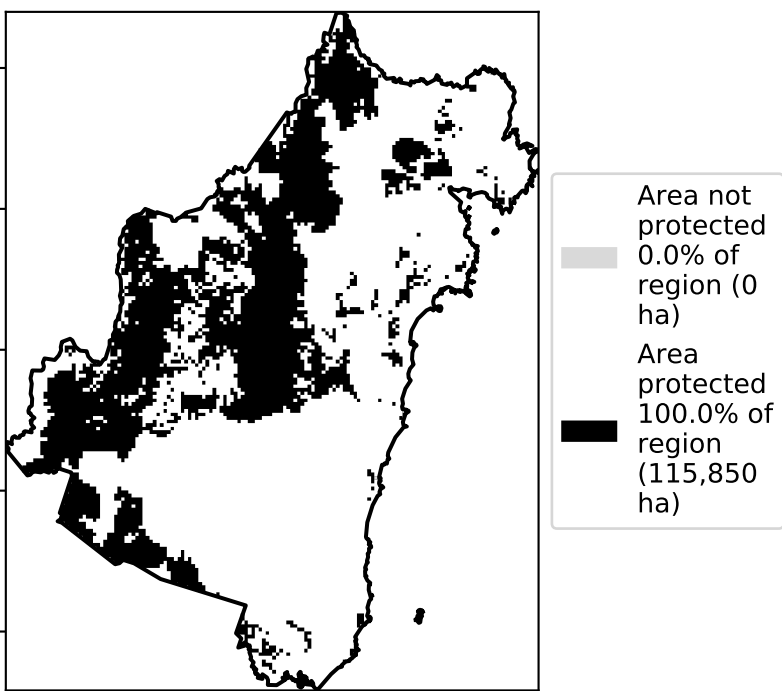 Area not
protected
0.0% of
region (0
ha)
Area
protected
100.0% of
region
(115,850
ha)